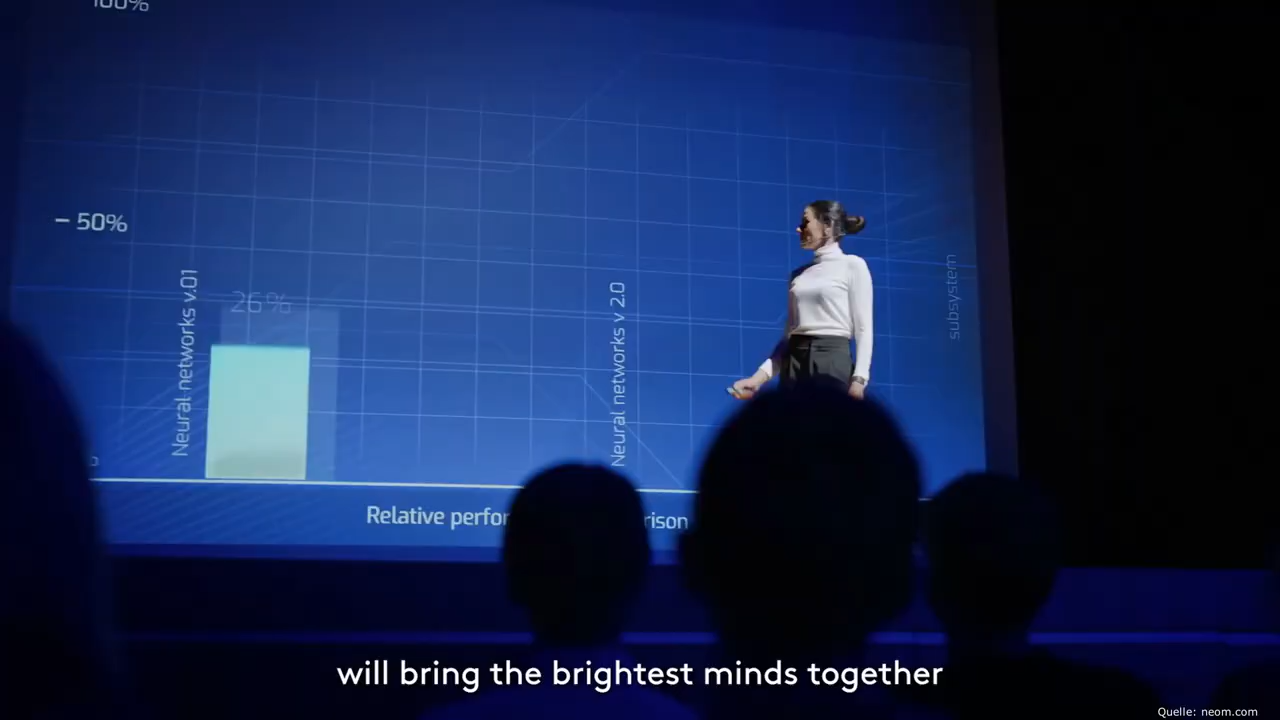 100%
– 50%
Neural networks v.01
26%
Neural networks v 2.0
subsystem
%
Relative perfor rison
will bring the brightest minds together
Quelle: neom.com